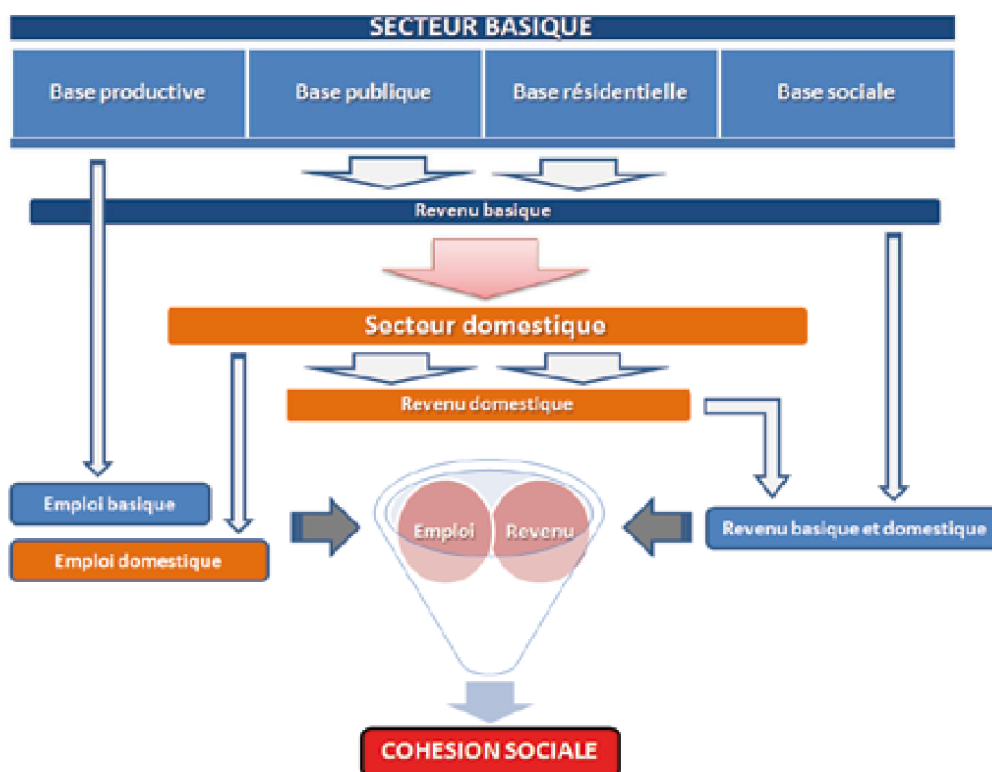 SECTEUR BASIQUE
Base productive
Base publique
Base résidentielle
Base sociale
Revenu basique
Secteur domestique
Revenu domestique
Emploi basique
Emploi domestique
Emploi
Revenu
Revenu basique et domestique
COHESION SOCIALE